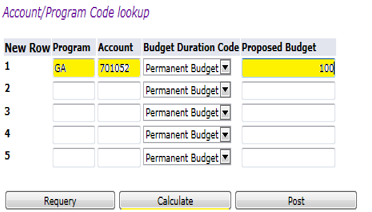 Account/Program Code lookup
New Row Program Account Budget Duration Code Proposed Budget
1 GA 701052 Permanent Budget 100
2 Permanent Budget
3 Permanent Budget
4 Permanent Budget
5 Permanent Budget
Requery Calculate Post